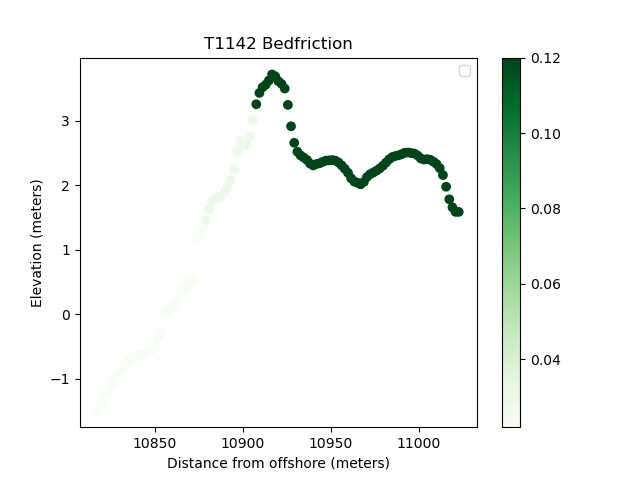 T1142 Bedfriction
3
2
1
0
−1
Elevation (meters)
10850 10900 10950 11000
Distance from offshore (meters)
0.12
0.10
0.08
0.06
0.04